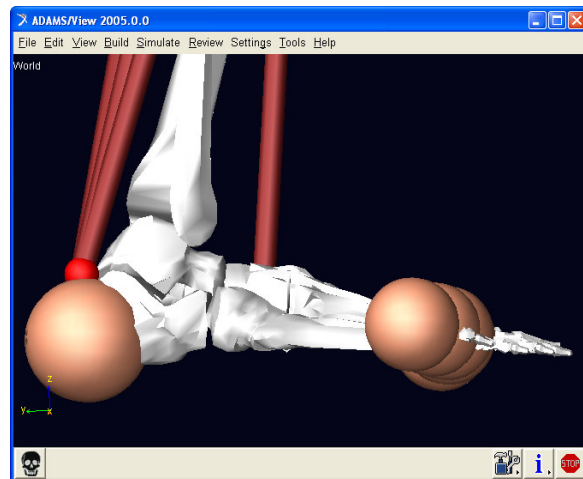 ADAMS/View 2005.0.0
File Edit View Build Simulate Review Settings Tools Help
World
z
y x
i
STOP